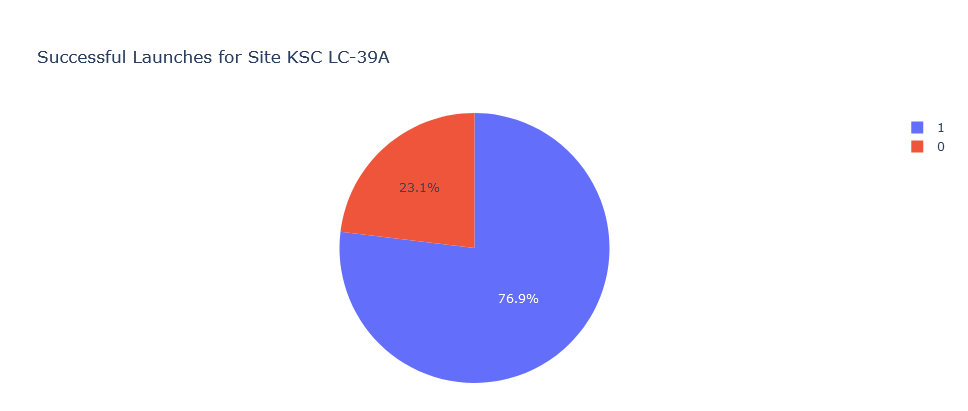 Successful Launches for Site KSC LC-39A
1
0
23.1%
76.9%